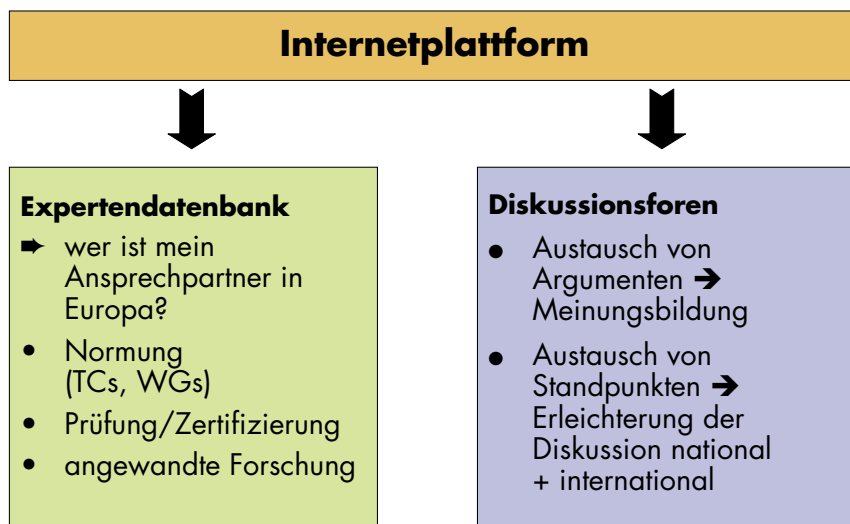 Internetplattform
Expertendatenbank
➨ wer ist mein
Ansprechpartner in
Europa?
• Normung
(TCs, WGs)
• Prüfung/Zertifizierung
• angewandte Forschung
Diskussionsforen
● Austausch von
Argumenten ➔
Meinungsbildung
● Austausch von
Standpunkten ➔
Erleichterung der
Diskussion national
+ international